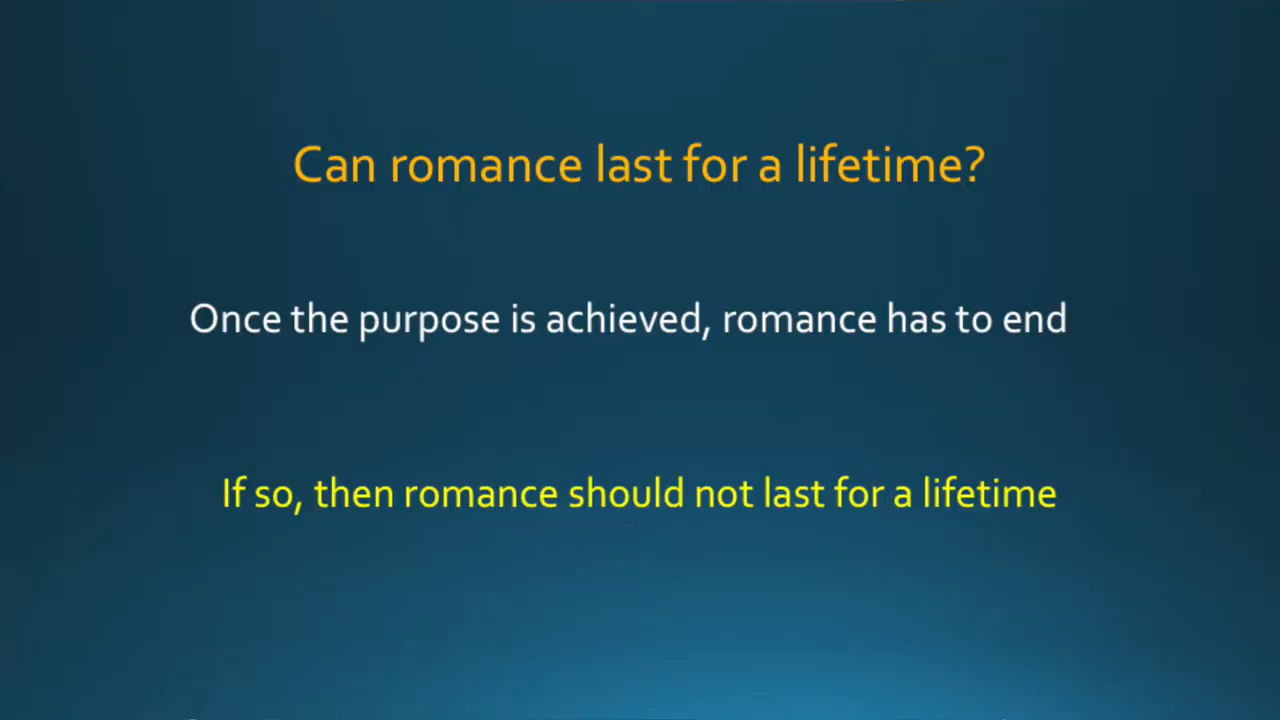 Can romance last for a lifetime?
Once the purpose is achieved, romance has to end
If so, then romance should not last for a lifetime